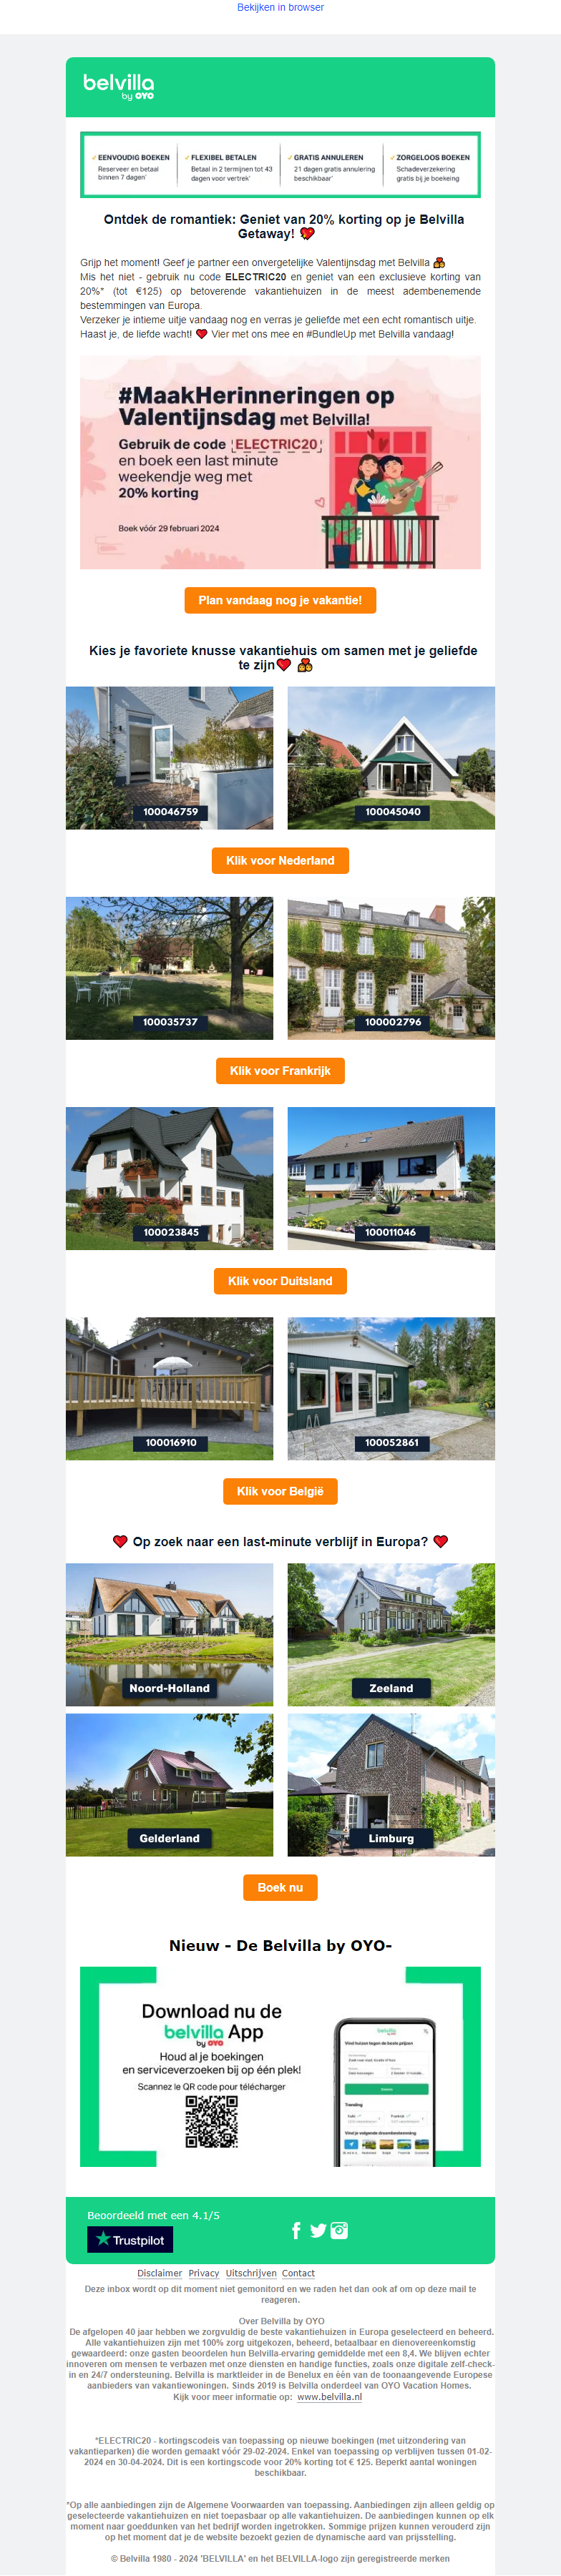 Bekijken in browser
belvilla
by OYO
✓ EENVOUDIG BOEKEN
Reserveer en betaal
binnen 7 dagen*
✓ FLEXIBEL BETALEN
Betaal in 2 termijnen tot 43
dagen voor vertrek*
✓ GRATIS ANNULEREN
21 dagen gratis annulering
beschikbaar*
✓ ZORGELOOS BOEKEN
Schadeverzekering
gratis bij je boekeing
Ontdek de romantiek: Geniet van 20% korting op je Belvilla
Getaway! 💘
Grijp het moment! Geef je partner een onvergetelijke Valentijnsdag met Belvilla 💑
Mis het niet - gebruik nu code ELECTRIC20 en geniet van een exclusieve korting van
20%* (tot €125) op betoverende vakantiehuizen in de meest adembenemende
bestemmingen van Europa.
Verzeker je intieme uitje vandaag nog en verras je geliefde met een echt romantisch uitje.
Haast je, de liefde wacht! ❤️ Vier met ons mee en #BundleUp met Belvilla vandaag!
#MaakHerinneringen op
Valentijnsdag met Belvilla!
Gebruik de code ELECTRIC20
en boek een last minute
weekendje weg met
20% korting
Boek vóór 29 februari 2024
Plan vandaag nog je vakantie!
Kies je favoriete knusse vakantiehuis om samen met je geliefde
te zijn❤️ 💑
100046759
100045040
Klik voor Nederland
100035737
100002796
Klik voor Frankrijk
100023845
100011046
Klik voor Duitsland
100016910
100052861
Klik voor België
❤️ Op zoek naar een last-minute verblijf in Europa? ❤️
Noord-Holland
Zeeland
Gelderland
Limburg
Boek nu
Nieuw - De Belvilla by OYO-
Download nu de
belvilla App
by OYO
Houd al je boekingen
en serviceverzoeken bij op één plek!
Scannez le QR code pour télécharger
belvilla
Vind huizen tegen de beste prijzen
Trending
Vind je volgende droombestemming
Beoordeeld met een 4.1/5
Trustpilot
Disclaimer Privacy Uitschrijven Contact
Deze inbox wordt op dit moment niet gemonitord en we raden het dan ook af om op deze mail te
reageren.
Over Belvilla by OYO
De afgelopen 40 jaar hebben we zorgvuldig de beste vakantiehuizen in Europa geselecteerd en beheerd.
Alle vakantiehuizen zijn met 100% zorg uitgekozen, beheerd, betaalbaar en dienovereenkomstig
gewaardeerd: onze gasten beoordelen hun Belvilla-ervaring gemiddelde met een 8,4. We blijven echter
innoveren om mensen te verbazen met onze diensten en handige functies, zoals onze digitale zelf-check-
in en 24/7 ondersteuning. Belvilla is marktleider in de Benelux en één van de toonaangevende Europese
aanbieders van vakantiewoningen. Sinds 2019 is Belvilla onderdeel van OYO Vacation Homes.
Kijk voor meer informatie op: www.belvilla.nl
*ELECTRIC20 - kortingscodeis van toepassing op nieuwe boekingen (met uitzondering van
vakantieparken) die worden gemaakt vóór 29-02-2024. Enkel van toepassing op verblijven tussen 01-02-
2024 en 30-04-2024. Dit is een kortingscode voor 20% korting tot € 125. Beperkt aantal woningen
beschikbaar.
*Op alle aanbiedingen zijn de Algemene Voorwaarden van toepassing. Aanbiedingen zijn alleen geldig op
geselecteerde vakantiehuizen en niet toepasbaar op alle vakantiehuizen. De aanbiedingen kunnen op elk
moment naar goeddunken van het bedrijf worden ingetrokken. Sommige prijzen kunnen verouderd zijn
op het moment dat je de website bezoekt gezien de dynamische aard van prijsstelling.
© Belvilla 1980 - 2024 'BELVILLA' en het BELVILLA-logo zijn geregistreerde merken